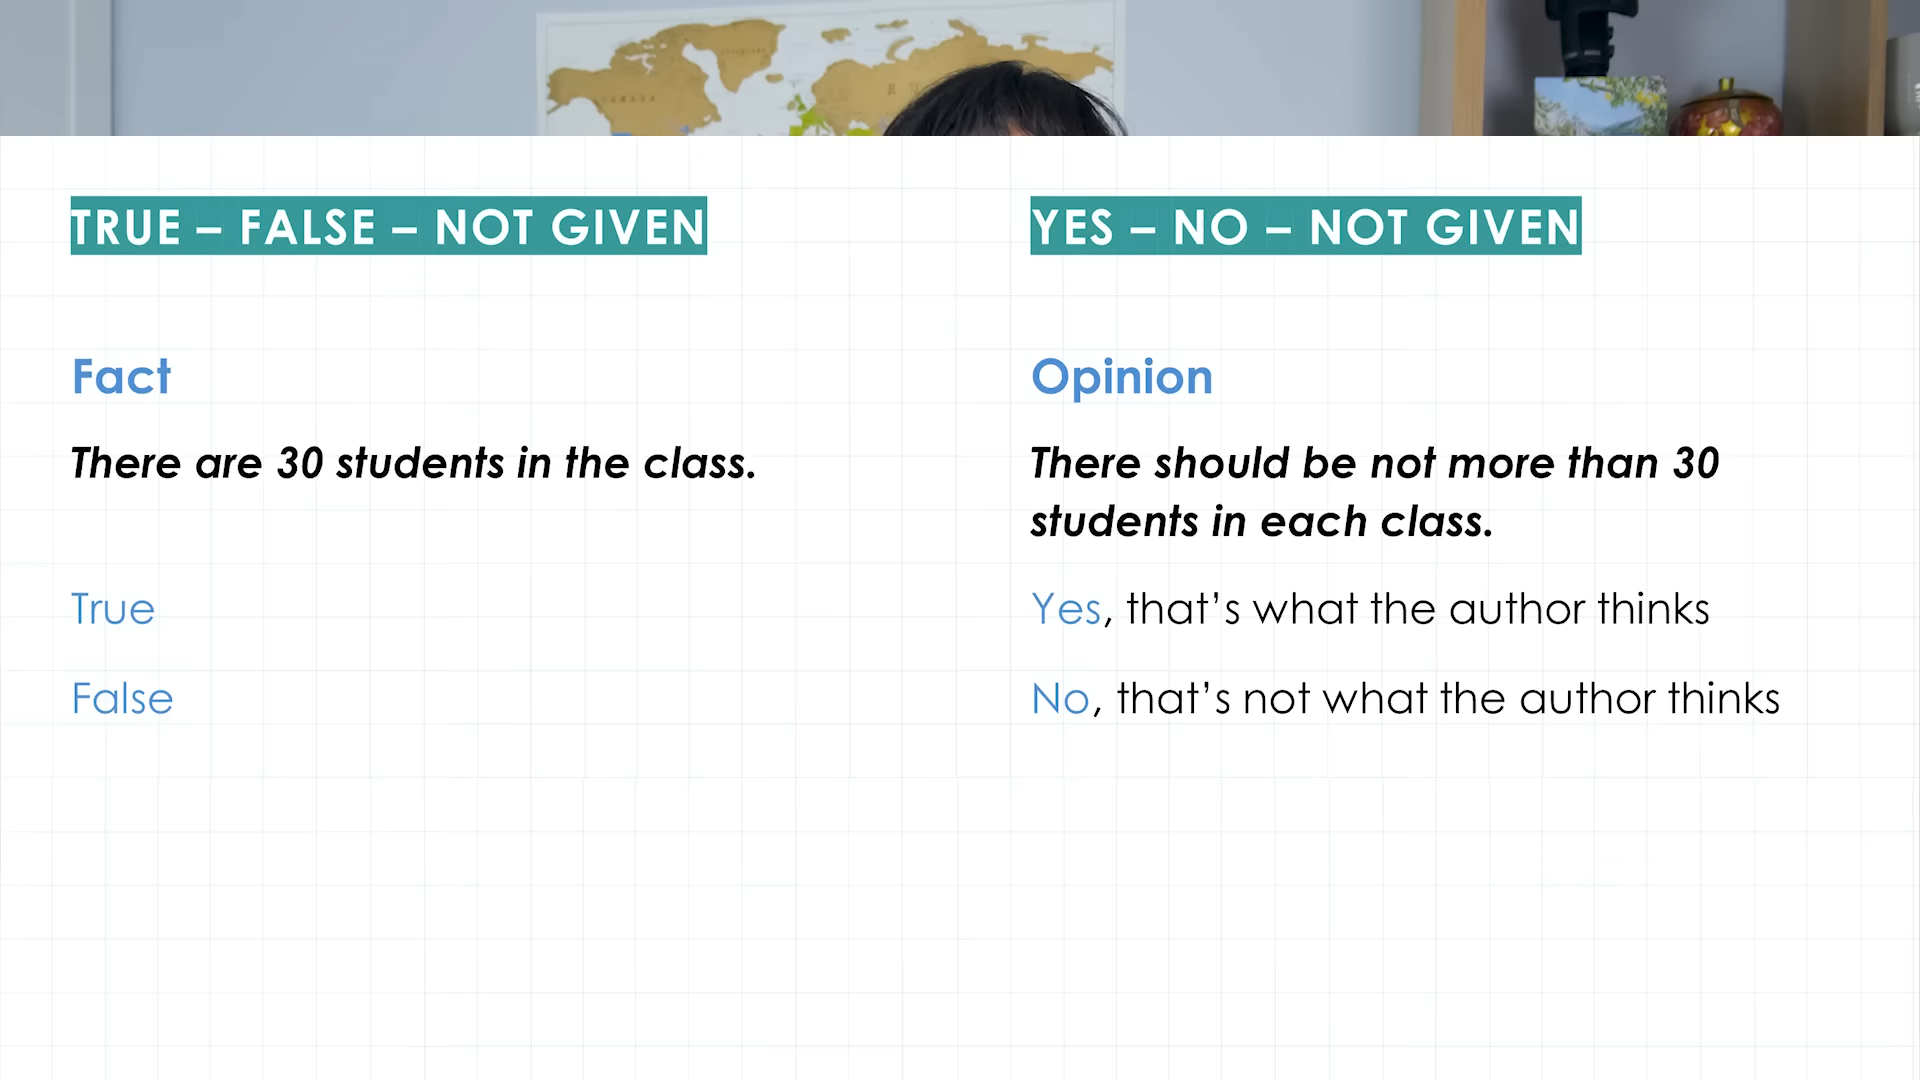 CANADA
TRUE – FALSE – NOT GIVEN
Fact
There are 30 students in the class.
True
False
YES – NO – NOT GIVEN
Opinion
There should be not more than 30
students in each class.
Yes, that’s what the author thinks
No, that’s not what the author thinks